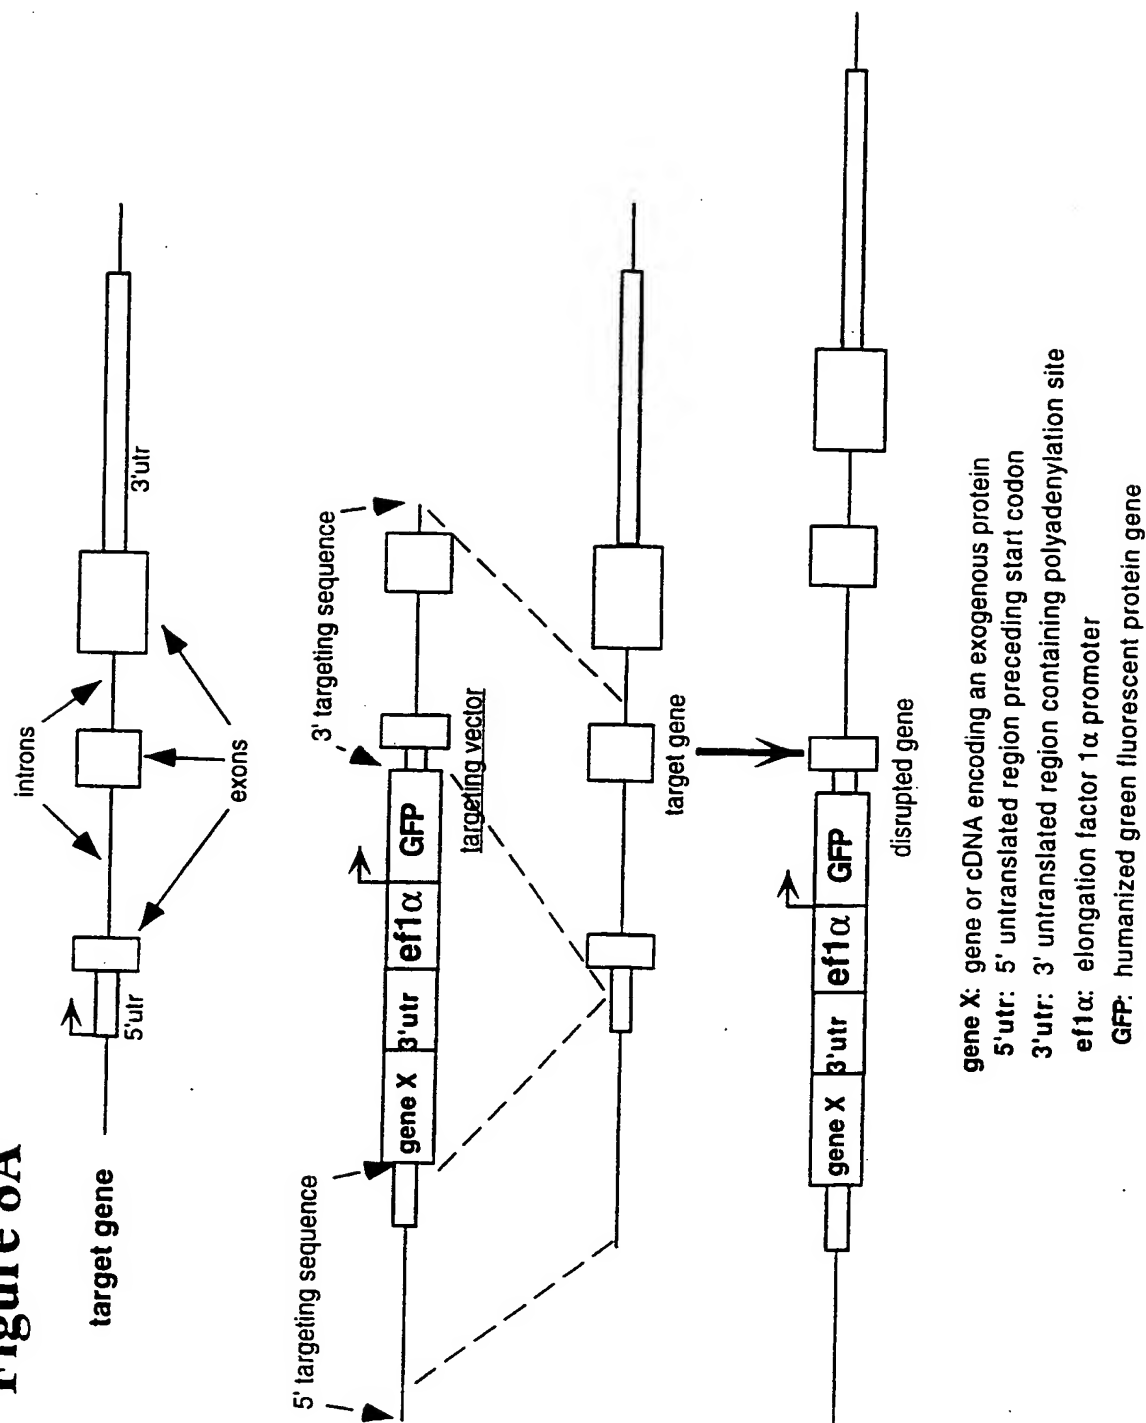 Figure 6A
target gene
5'utr
introns
exons
3'utr
5' targeting sequence
3' targeting sequence
gene X
3'utr
ef1α
GFP
targeting vector
target gene
gene X
3'utr
ef1α
GFP
disrupted gene
gene X: gene or cDNA encoding an exogenous protein
5'utr: 5' untranslated region preceding start codon
3'utr: 3' untranslated region containing polyadenylation site
ef1α: elongation factor 1α promoter
GFP: humanized green fluorescent protein gene